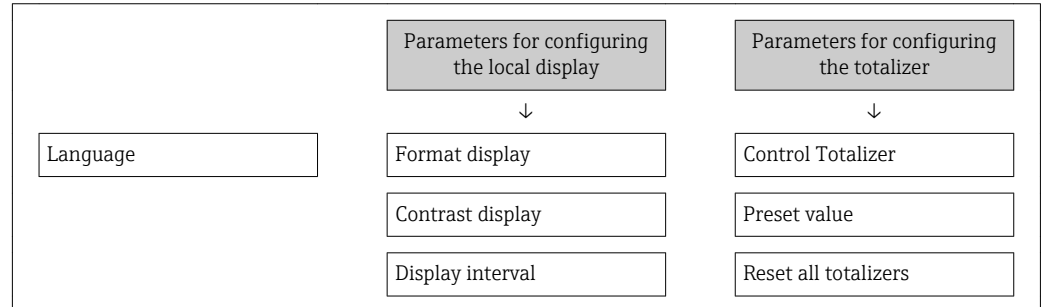 Parameters for configuring
the local display
Parameters for configuring
the totalizer
↓
↓
Language
Format display
Control Totalizer
Contrast display
Preset value
Display interval
Reset all totalizers